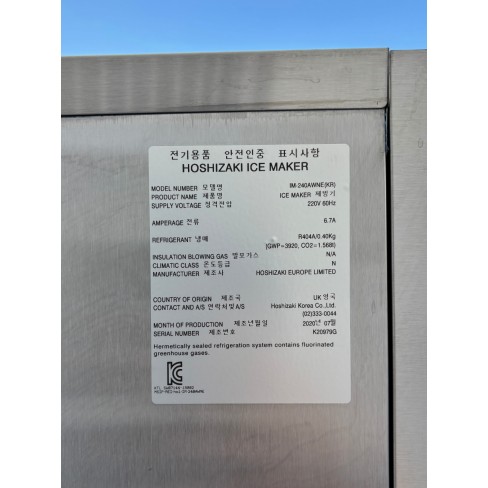 전기용품 안전인증 표시사항
HOSHIZAKI ICE MAKER
MODEL NUMBER 모델명 IM-240AWNE(KR)
PRODUCT NAME 제품명 ICE MAKER 제빙기
SUPPLY VOLTAGE 정격전압 220V 60Hz
AMPERAGE 전류 6.7A
REFRIGERANT 냉매 R404A/0.40Kg
(GWP=3920, CO2=1.568t)
INSULATION BLOWING GAS 발포가스 N/A
CLIMATIC CLASS 온도등급 N
MANUFACTURER 제조사 HOSHIZAKI EUROPE LIMITED
COUNTRY OF ORIGIN 제조국 UK 영국
CONTACT AND A/S 연락처및A/S Hoshizaki Korea Co.,Ltd.
(02)333-0044
MONTH OF PRODUCTION 제조년월일 2020년 07월
SERIAL NUMBER 제조번호 K20979G
Hermetically sealed refrigeration system contains fluorinated
greenhouse gases.